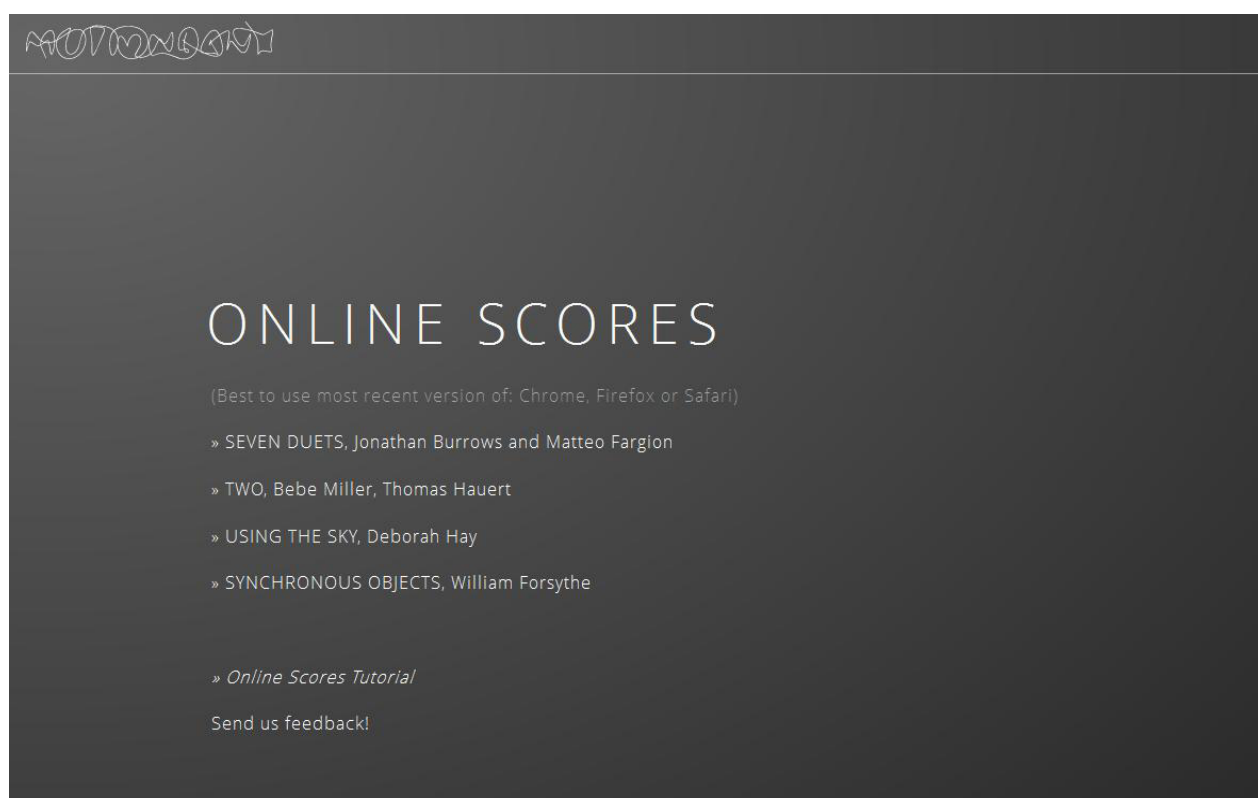 MOTIONBANK
ONLINE SCORES
(Best to use most recent version of: Chrome, Firefox or Safari)
» SEVEN DUETS, Jonathan Burrows and Matteo Fargion
» TWO, Bebe Miller, Thomas Hauert
» USING THE SKY, Deborah Hay
» SYNCHRONOUS OBJECTS, William Forsythe
» Online Scores Tutorial
Send us feedback!